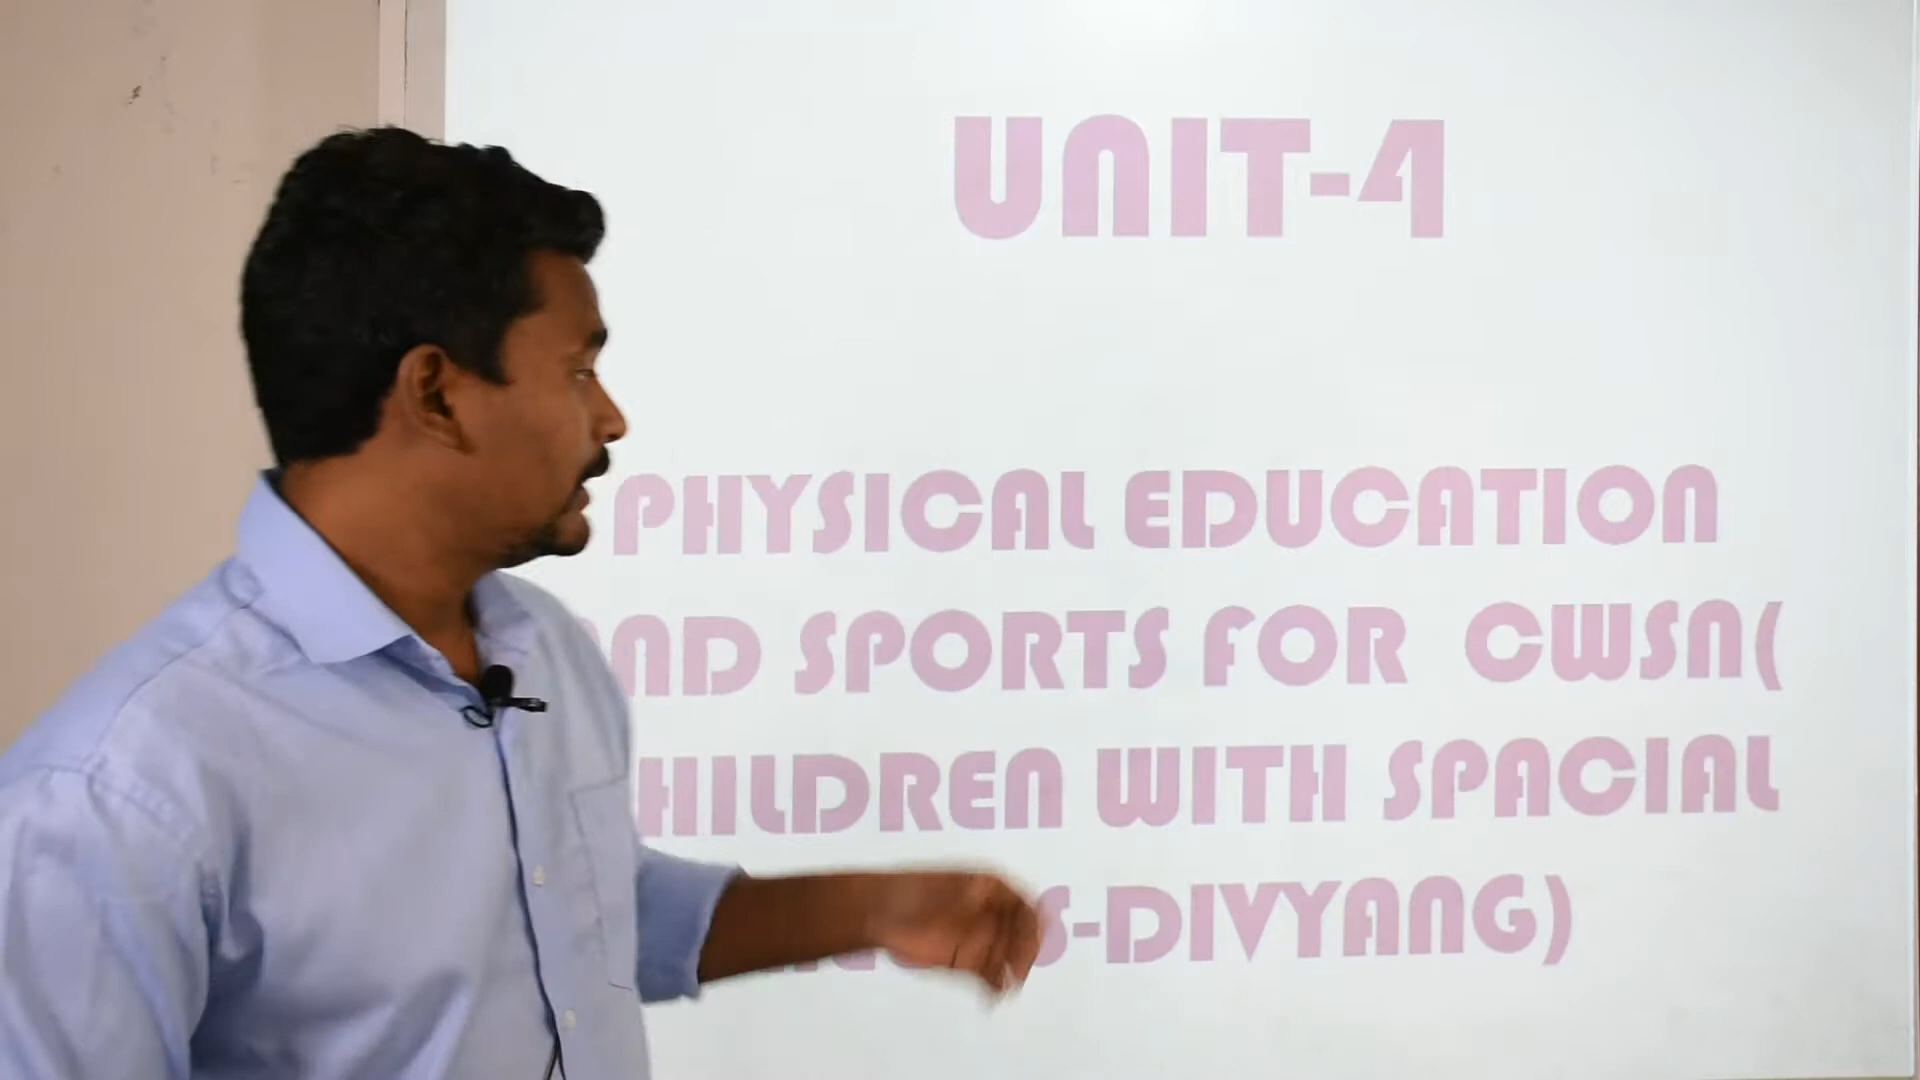 UNIT-4
PHYSICAL EDUCATION
AND SPORTS FOR CWSN(
CHILDREN WITH SPACIAL
DIVYANG)